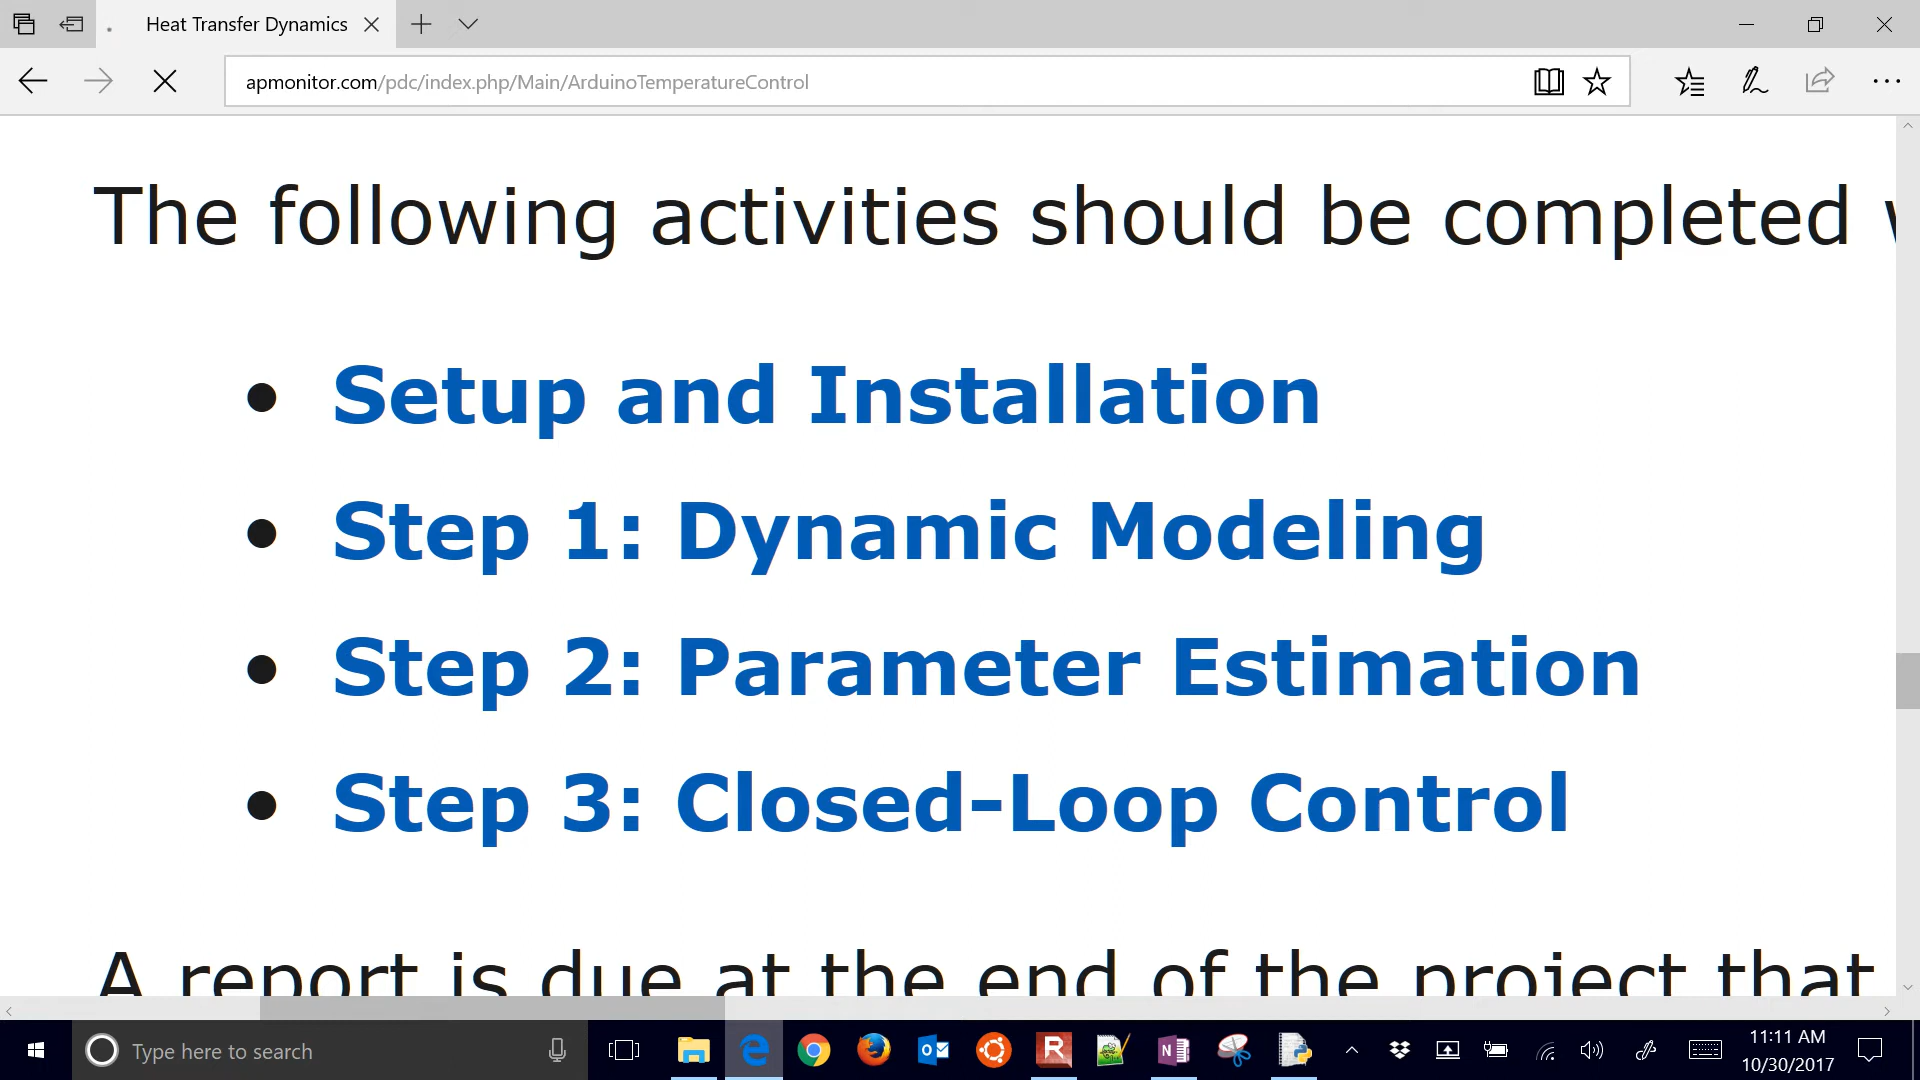 Heat Transfer Dynamics
apmonitor.com/pdc/index.php/Main/ArduinoTemperatureControl
The following activities should be completed
• Setup and Installation
• Step 1: Dynamic Modeling
• Step 2: Parameter Estimation
• Step 3: Closed-Loop Control
A report is due at the end of the project that
Type here to search
11:11 AM
10/30/2017